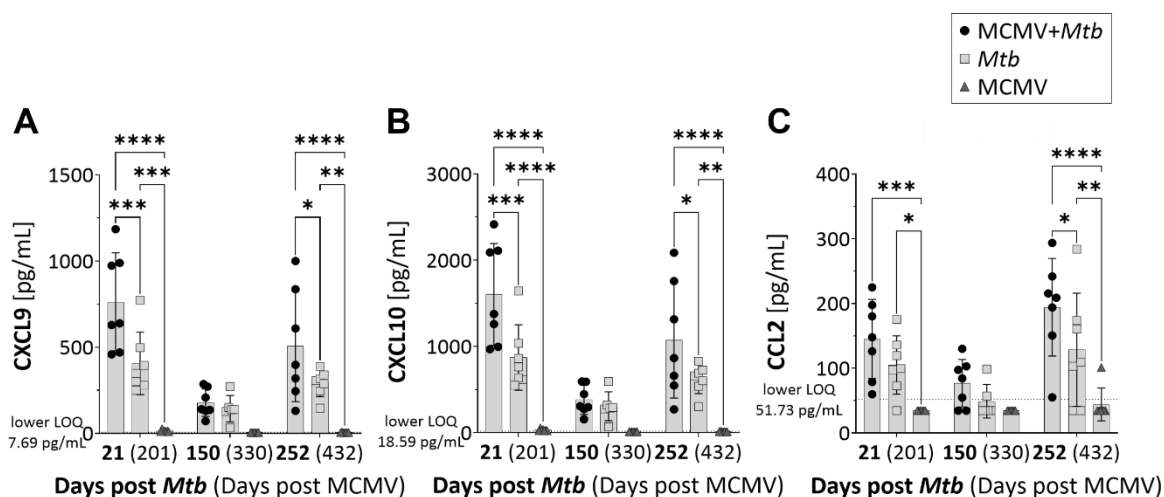 MCMV+Mtb
Mtb
MCMV
A
CXCL9 [pg/mL]
1500
1000
500
0
lower LOQ
7.69 pg/mL
**** *** ***
**** ** *
21 (201) 150 (330) 252 (432)
Days post Mtb (Days post MCMV)
B
CXCL10 [pg/mL]
3000
2000
1000
0
lower LOQ
18.59 pg/mL
**** **** ***
**** ** *
21 (201) 150 (330) 252 (432)
Days post Mtb (Days post MCMV)
C
CCL2 [pg/mL]
400
300
200
100
0
lower LOQ
51.73 pg/mL
*** *
**** ** *
21 (201) 150 (330) 252 (432)
Days post Mtb (Days post MCMV)